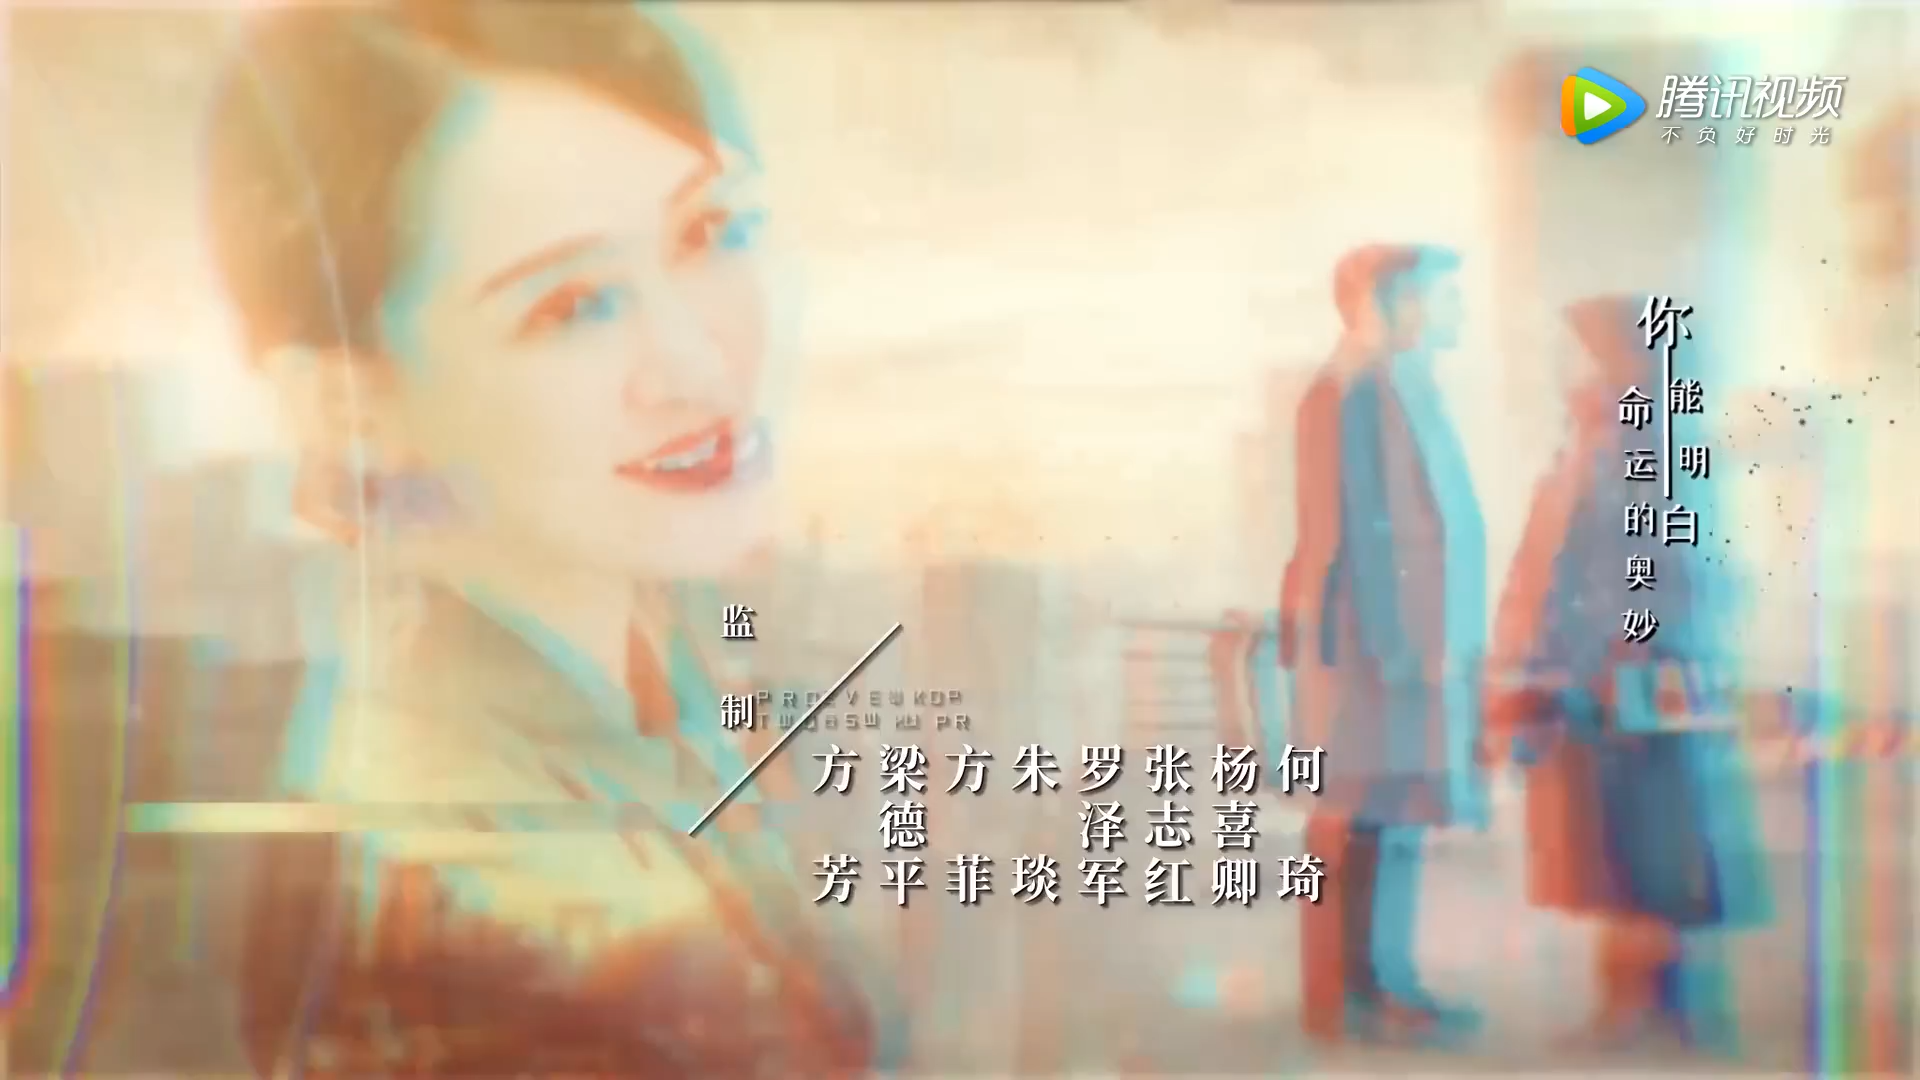 腾讯视频
不负好时光
你能明白
命运的奥妙
监制
方芳
梁德平
方菲
朱琰
罗泽军
张志红
杨喜卿
何琦